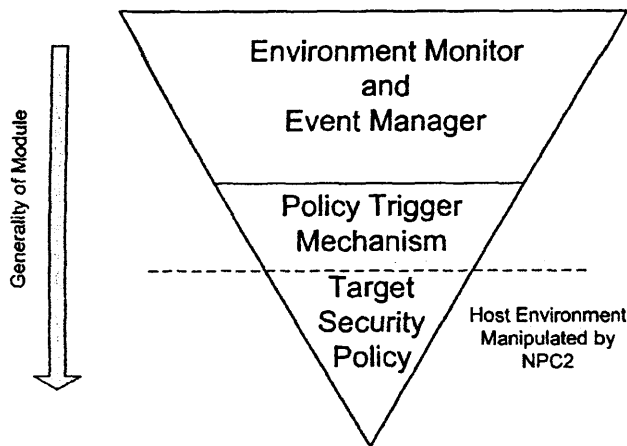 Environment Monitor
and
Event Manager
Generality of Module
Policy Trigger
Mechanism
Target
Security
Policy
Host Environment
Manipulated by
NPC2